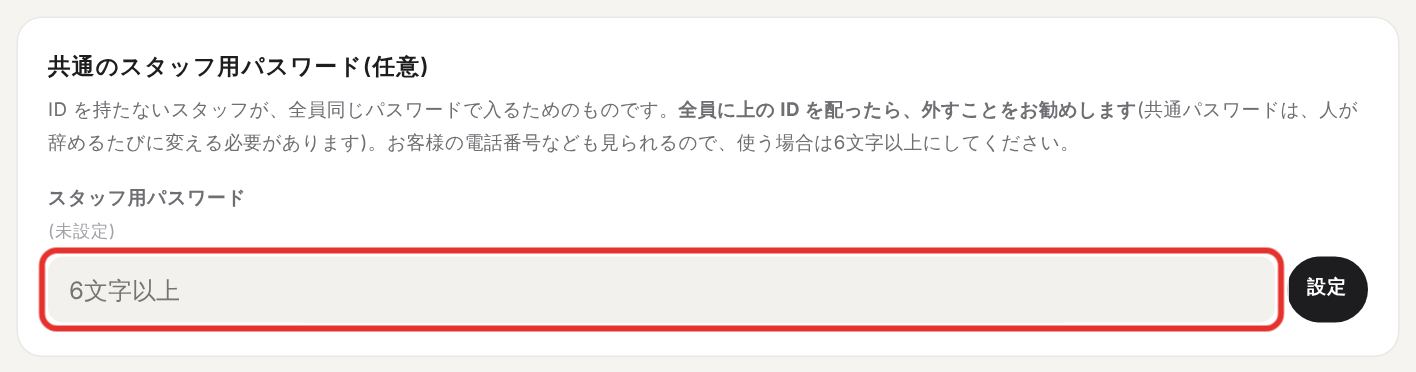 共通のスタッフ用パスワード(任意)
ID を持たないスタッフが、全員同じパスワードで入るためのものです。全員に上の ID を配ったら、外すことをお勧めします(共通パスワードは、人が
辞めるたびに変える必要があります)。お客様の電話番号なども見られるので、使う場合は6文字以上にしてください。
スタッフ用パスワード
(未設定)
6文字以上
設定